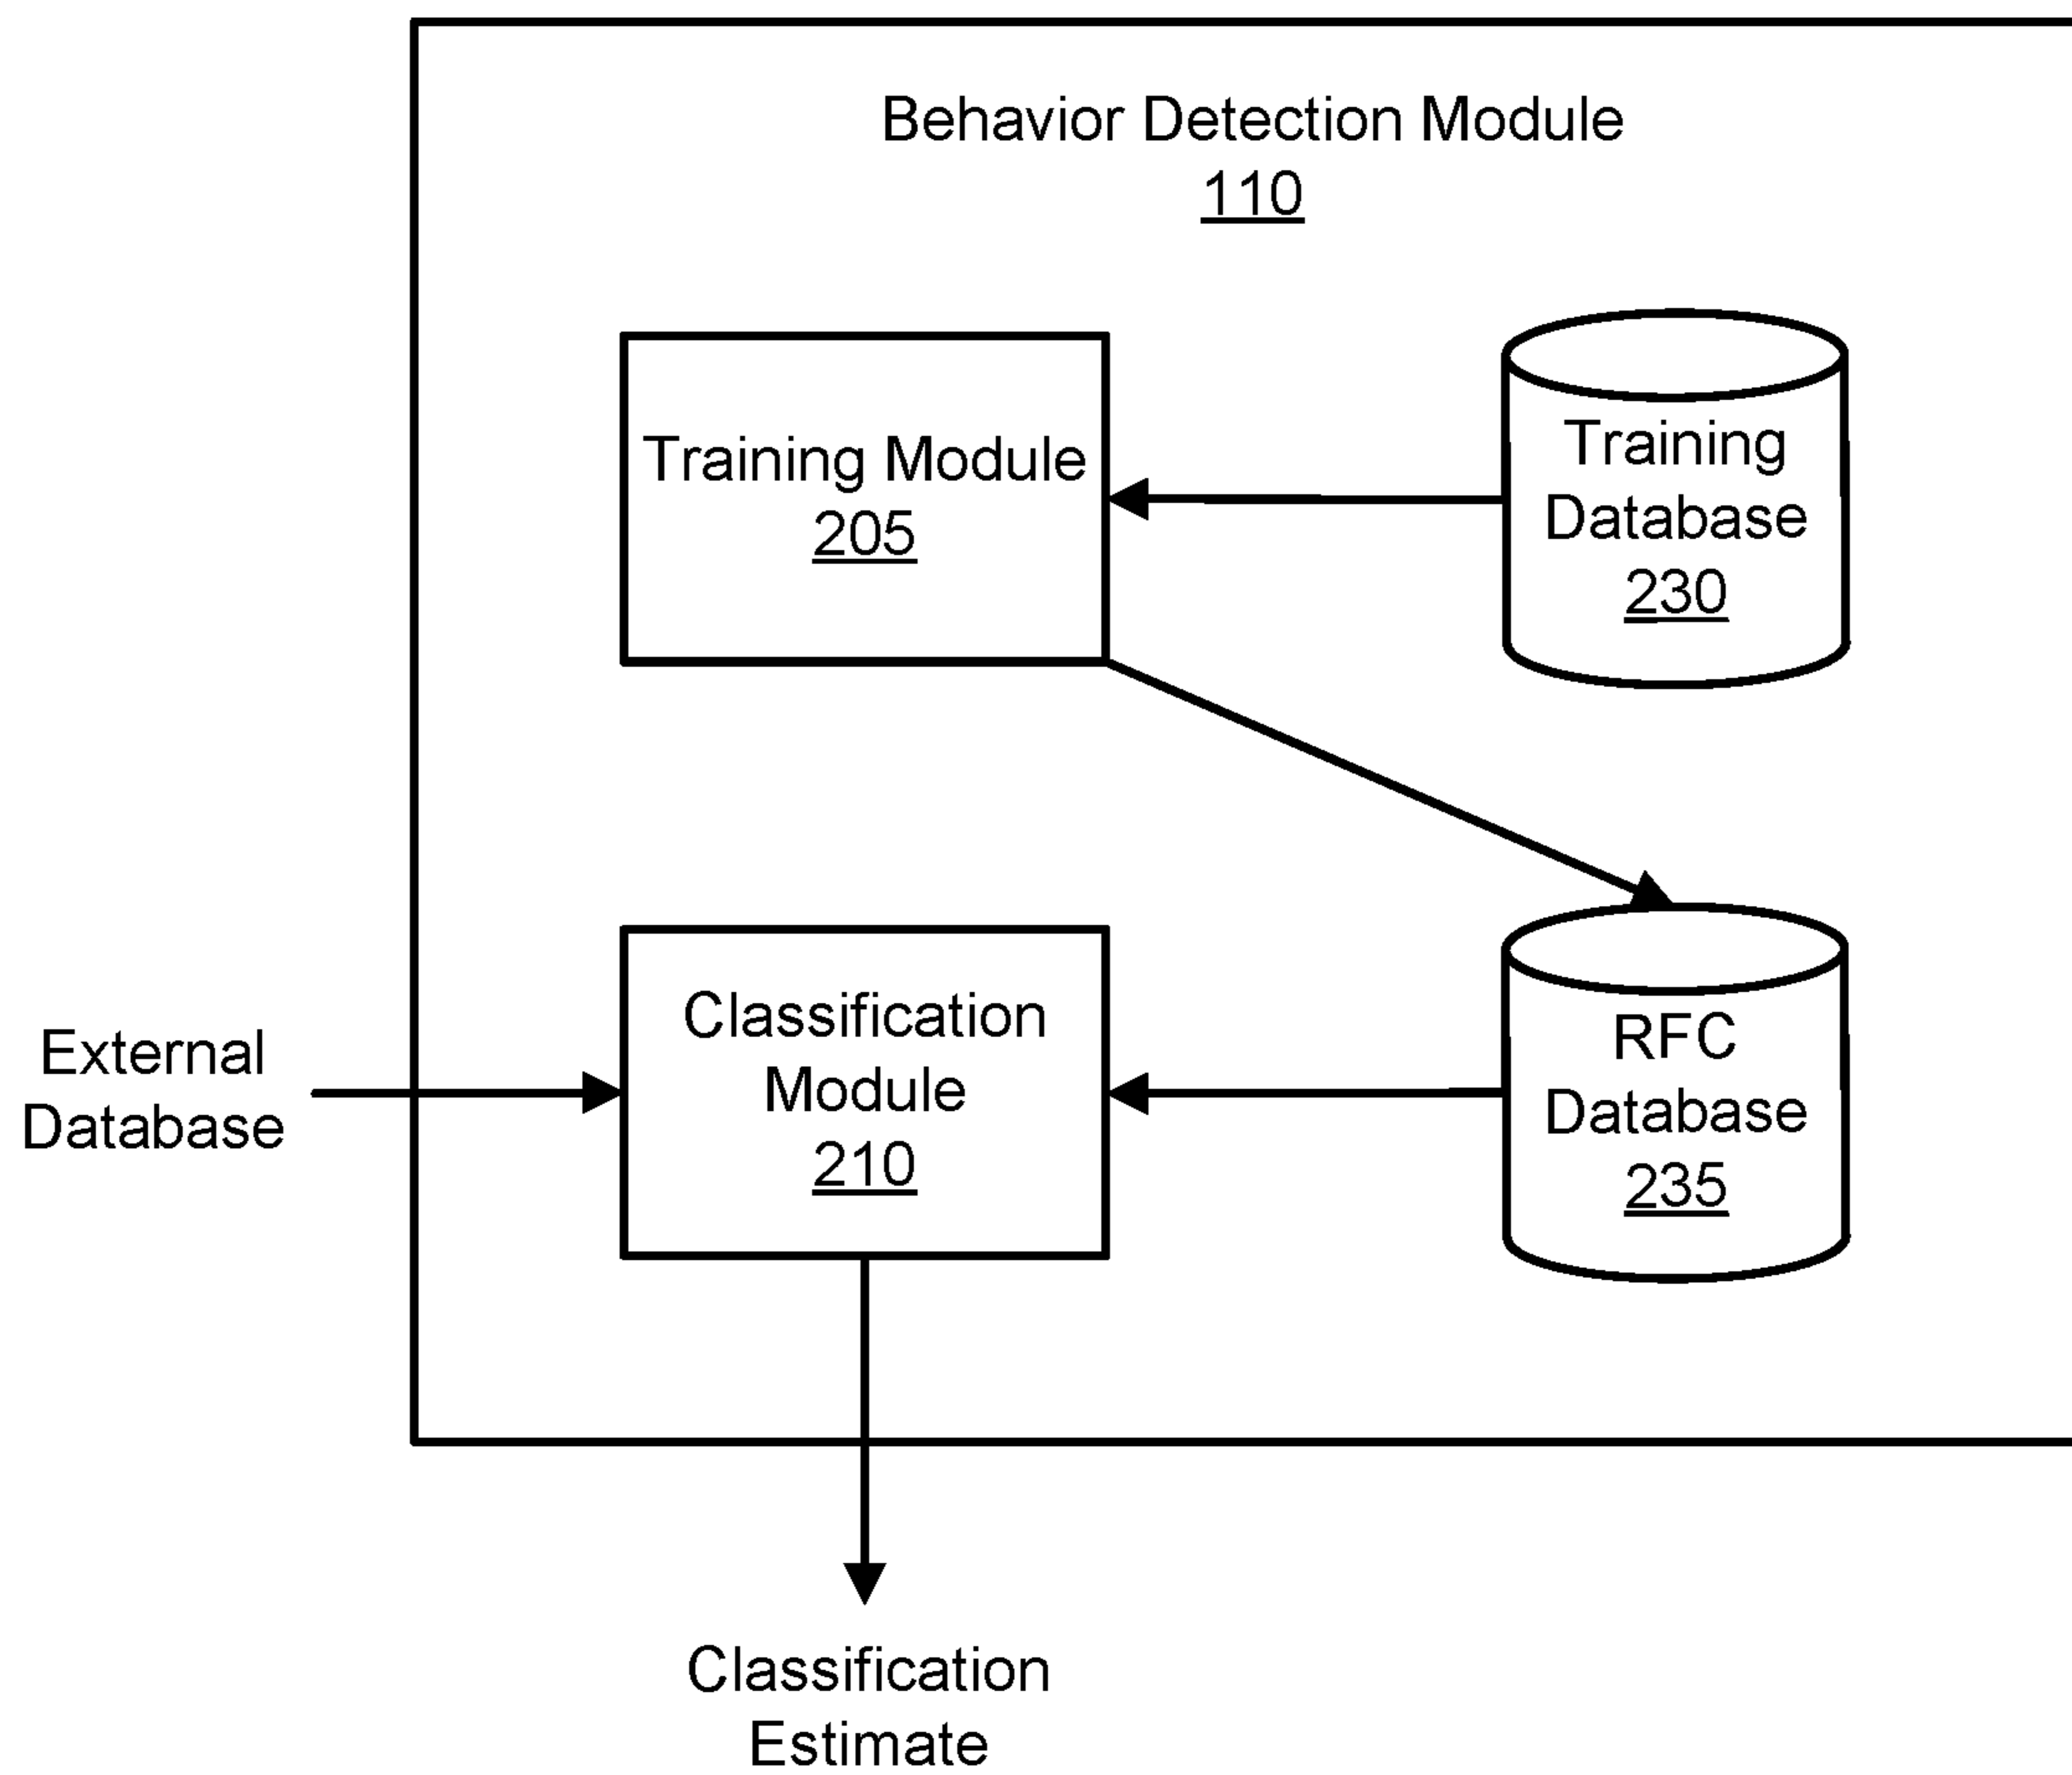 Behavior Detection Module
110
Training Module
205
Training
Database
230
External
Database
Classification
Module
210
RFC
Database
235
Classification
Estimate